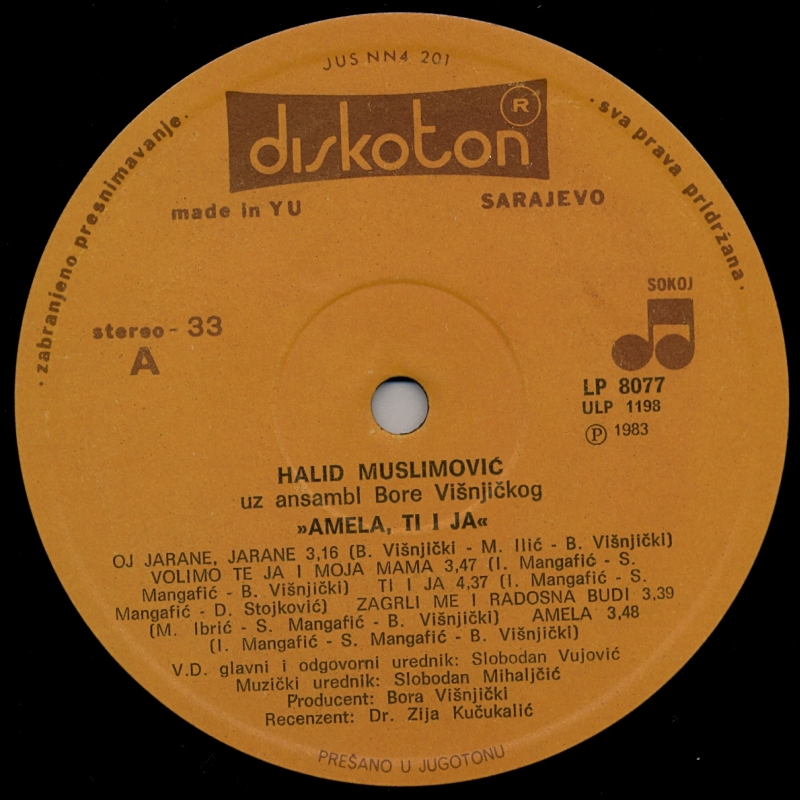 JUS NN4 201
diskoton ®
made in YU
SARAJEVO
· zabranjeno presnimavanje ·
· sva prava pridržana ·
stereo - 33
A
SOKOJ
LP 8077
ULP 1198
Ⓟ 1983
HALID MUSLIMOVIĆ
uz ansambl Bore Višnjičkog
»AMELA, TI I JA«
OJ JARANE, JARANE 3,16 (B. Višnjički - M. Ilić - B. Višnjički)
VOLIMO TE JA I MOJA MAMA 3,47 (I. Mangafić - S.
Mangafić - B. Višnjički) TI I JA 4,37 (I. Mangafić - S.
Mangafić - D. Stojković) ZAGRLI ME I RADOSNA BUDI 3,39
(M. Ibrić - S. Mangafić - B. Višnjički) AMELA 3,48
(I. Mangafić - S. Mangafić - B. Višnjički)
V.D. glavni i odgovorni urednik: Slobodan Vujović
Muzički urednik: Slobodan Mihaljčić
Producent: Bora Višnjički
Recenzent: Dr. Zija Kučukalić
PREŠANO U JUGOTONU